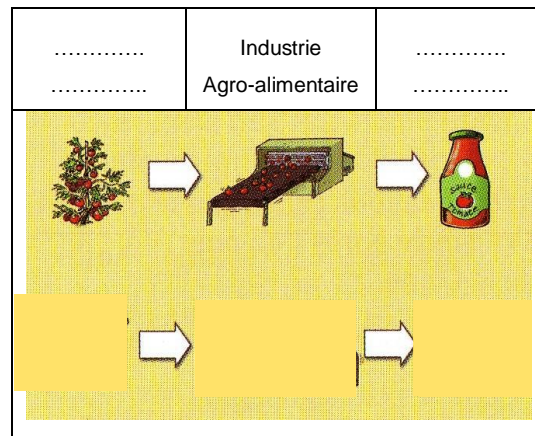 ………….
…………..
Industrie
Agro-alimentaire
………….
…………..
Sauce
Tomate